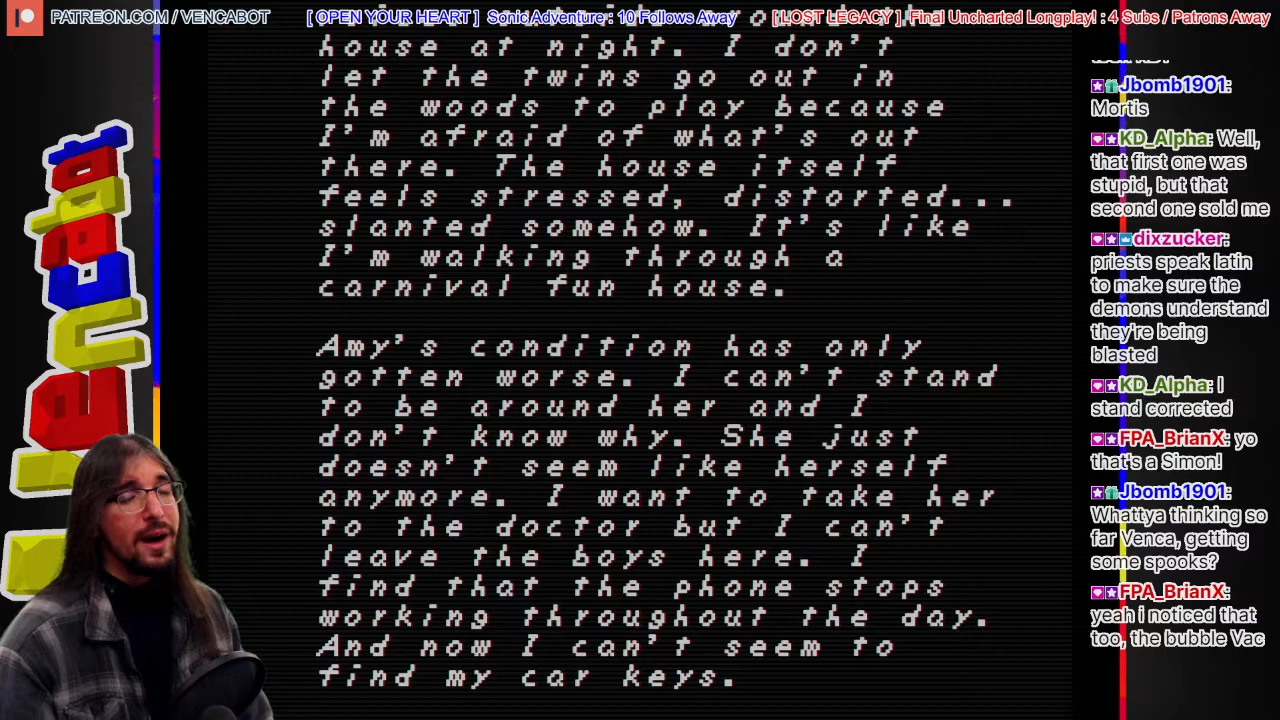 PATREON.COM / VENCABOT
[ OPEN YOUR HEART ] Sonic Adventure : 10 Follows Away
[ LOST LEGACY ] Final Uncharted Longplay! : 4 Subs / Patrons Away
house at night. I don't
let the twins go out in
the woods to play because
I'm afraid of what's out
there. The house itself
feels stressed, distorted...
slanted somehow. It's like
I'm walking through a
carnival fun house.
Amy's condition has only
gotten worse. I can't stand
to be around her and I
don't know why. She just
doesn't seem like herself
anymore. I want to take her
to the doctor but I can't
leave the boys here. I
find that the phone stops
working throughout the day.
And now I can't seem to
find my car keys.
Jbomb1901:
Mortis
KD_Alpha: Well,
that first one was
stupid, but that
second one sold me
dixzucker:
priests speak latin
to make sure the
demons understand
they're being
blasted
KD_Alpha: I
stand corrected
FPA_BrianX: yo
that's a Simon!
Jbomb1901:
Whattya thinking so
far Venca, getting
some spooks?
FPA_BrianX:
yeah i noticed that
too, the bubble Vac